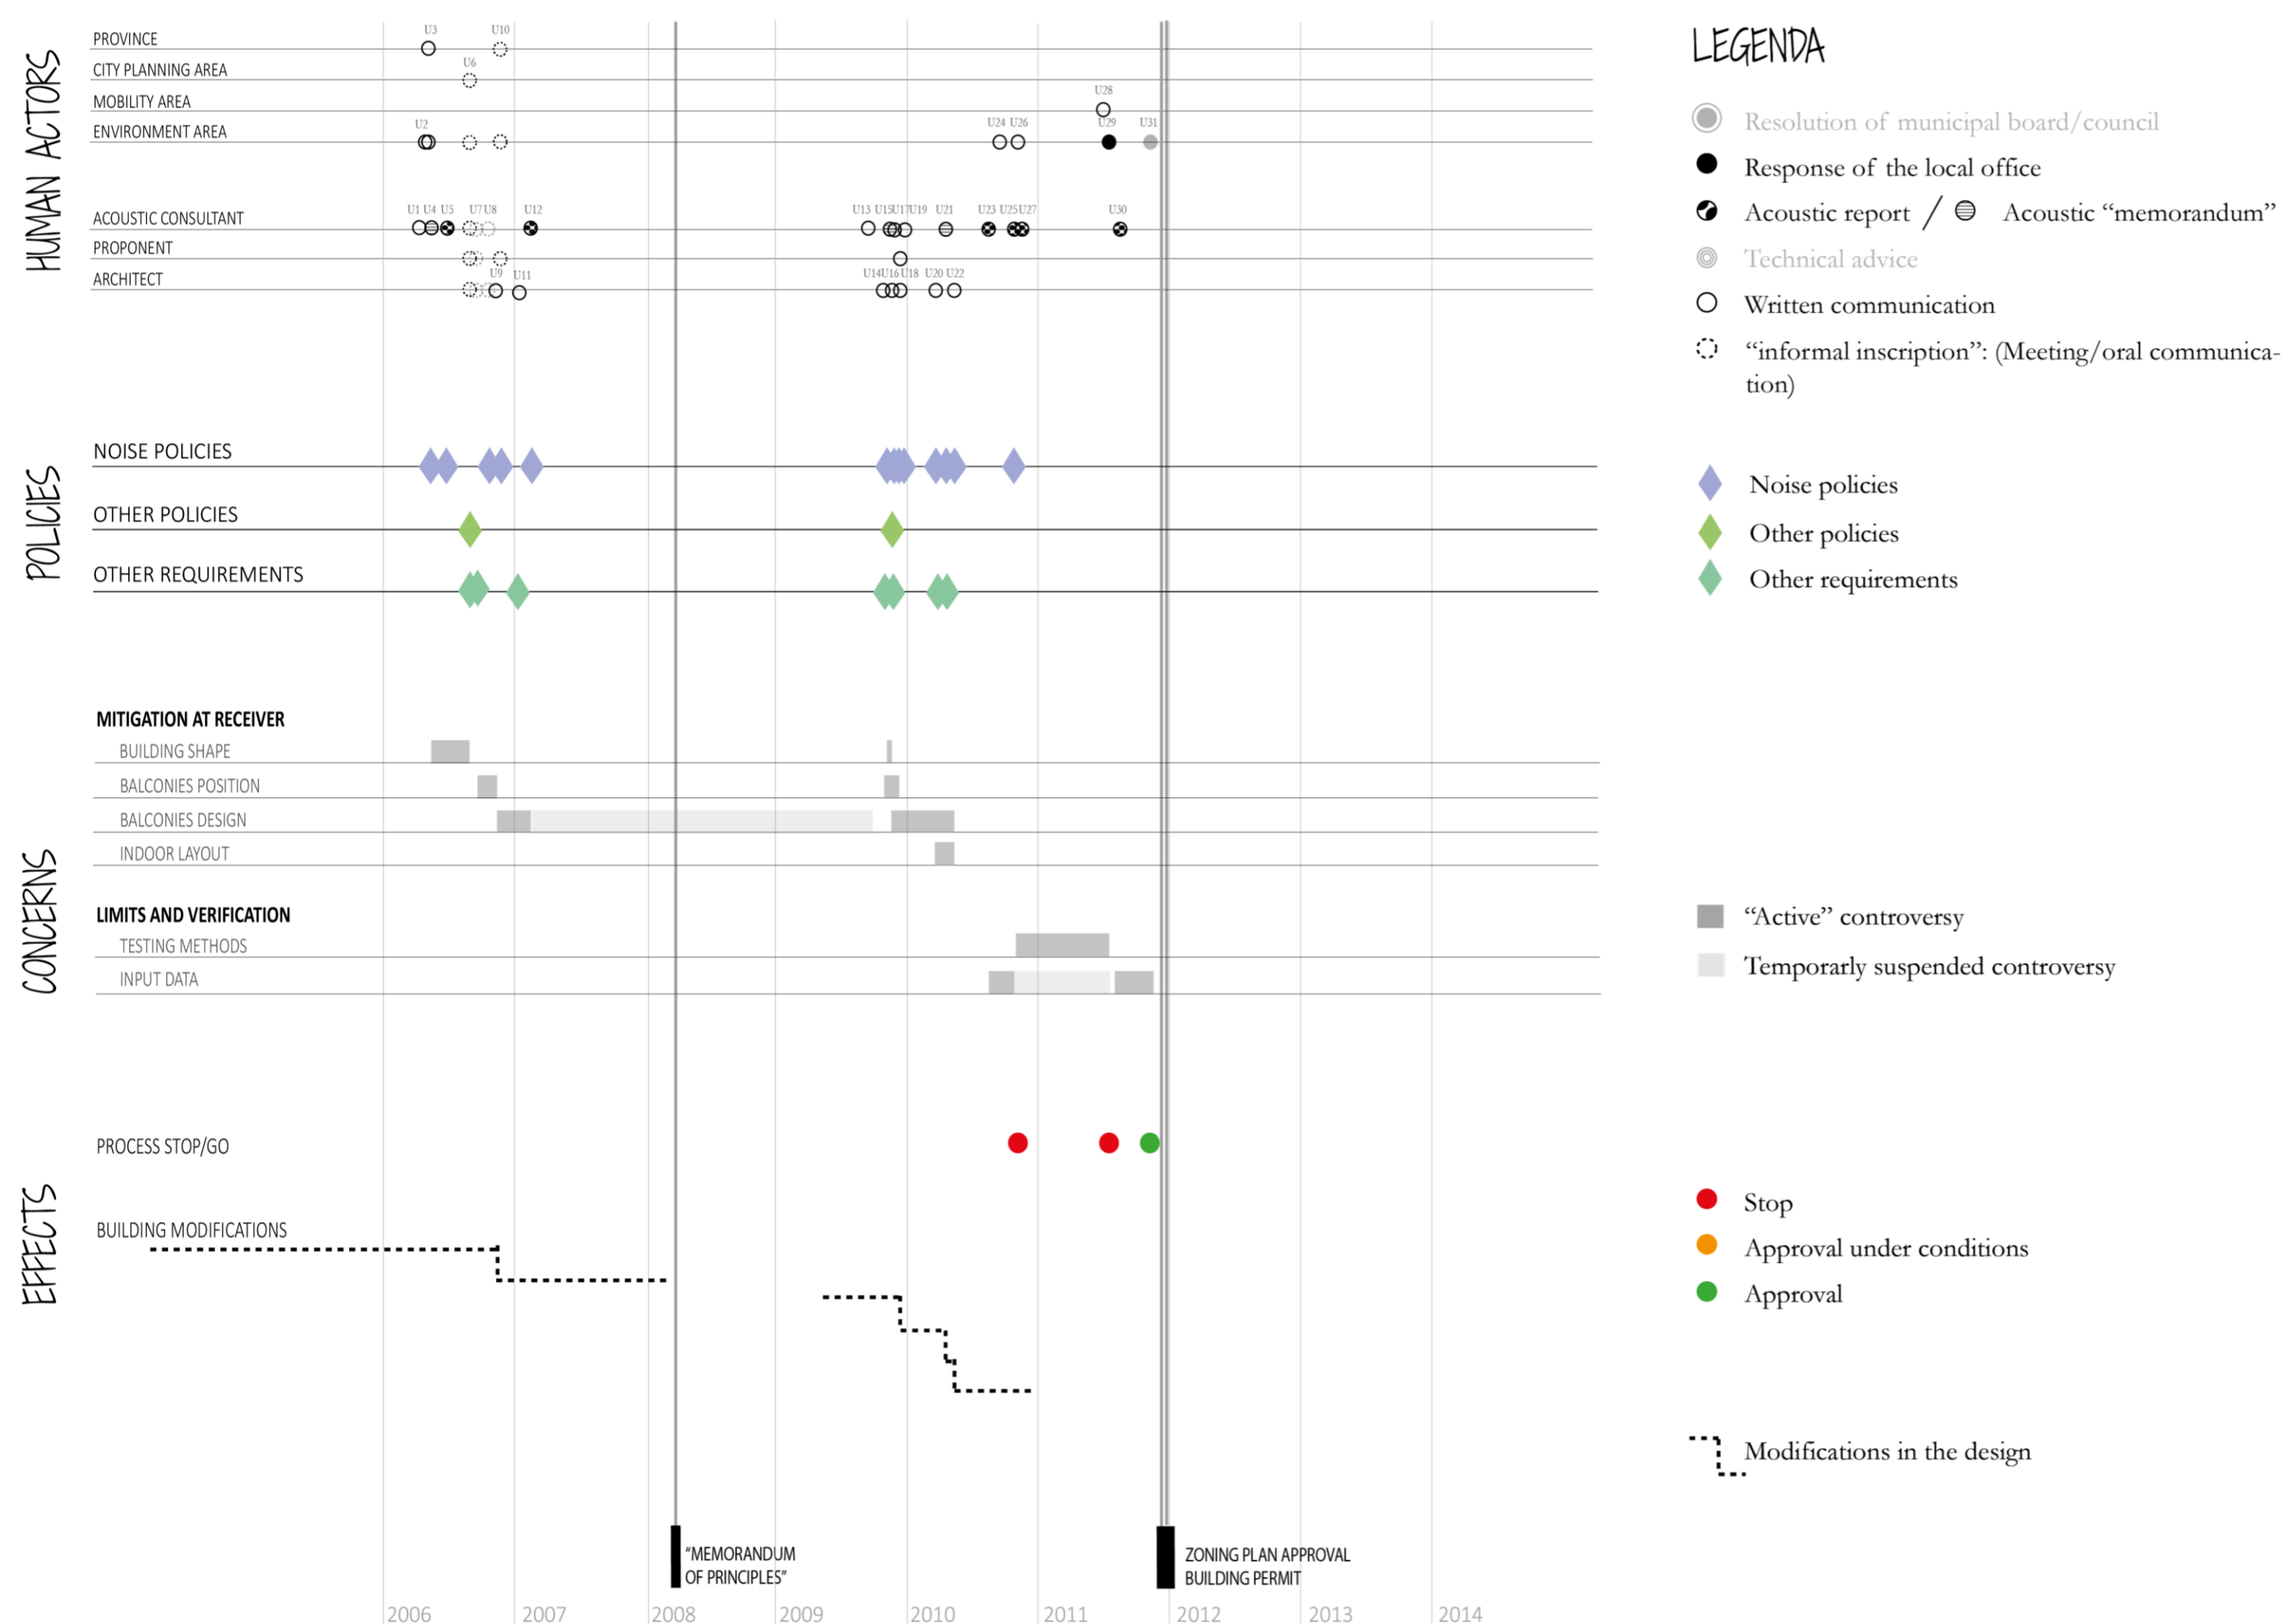 HUMAN ACTORS
PROVINCE
U3
U10
CITY PLANNING AREA
U6
MOBILITY AREA
U28
ENVIRONMENT AREA
U2
U24 U26
U29
U31
ACOUSTIC CONSULTANT
U1 U4 U5 U7 U8 U12
U13 U15 U17 U19 U21 U23 U25 U27 U30
PROPONENT
ARCHITECT
U9 U11
U14 U16 U18 U20 U22
LEGENDA
Resolution of municipal board/council
Response of the local office
Acoustic report / Acoustic “memorandum”
Technical advice
Written communication
“informal inscription”: (Meeting/oral communica-
tion)
POLICIES
NOISE POLICIES
OTHER POLICIES
OTHER REQUIREMENTS
Noise policies
Other policies
Other requirements
CONCERNS
MITIGATION AT RECEIVER
BUILDING SHAPE
BALCONIES POSITION
BALCONIES DESIGN
INDOOR LAYOUT
LIMITS AND VERIFICATION
TESTING METHODS
INPUT DATA
“Active” controversy
Temporarly suspended controversy
EFFECTS
PROCESS STOP/GO
BUILDING MODIFICATIONS
Stop
Approval under conditions
Approval
Modifications in the design
“MEMORANDUM
OF PRINCIPLES”
ZONING PLAN APPROVAL
BUILDING PERMIT
2006 2007 2008 2009 2010 2011 2012 2013 2014